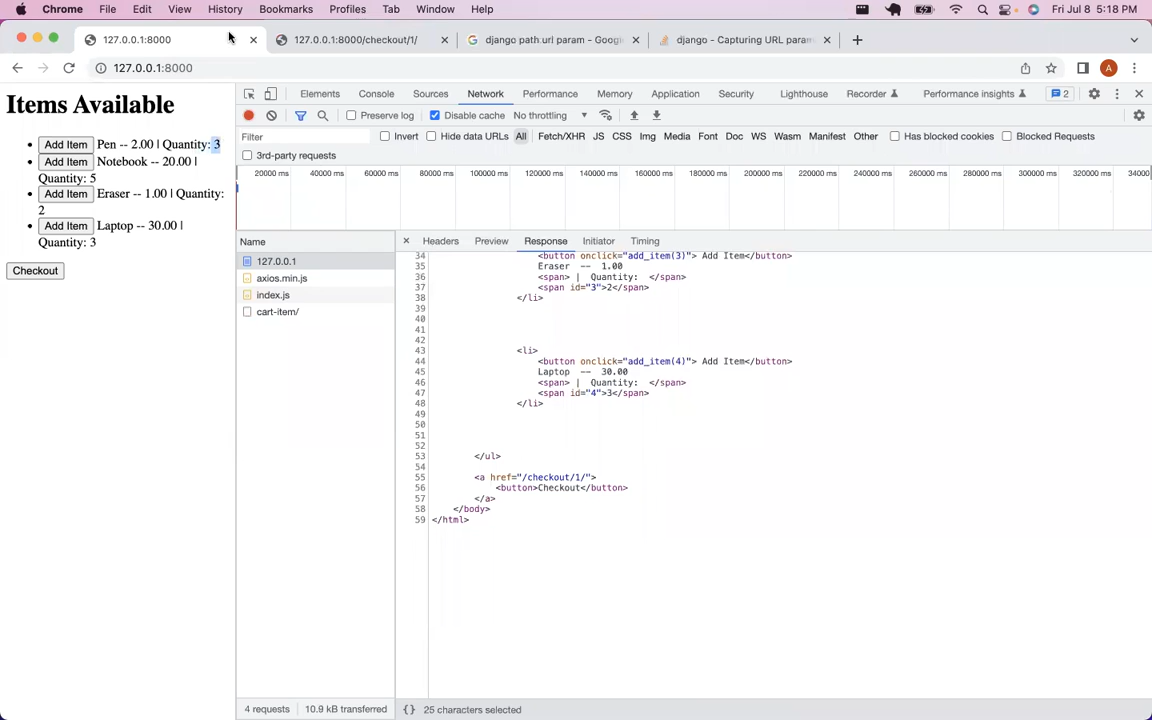 Chrome File Edit View History Bookmarks Profiles Tab Window Help Fri Jul 8 5:18 PM
127.0.0.1:8000 127.0.0.1:8000/checkout/1/ django path url param - Googl django - Capturing URL param
127.0.0.1:8000 A
Items Available
Add Item Pen -- 2.00 | Quantity: 3
Add Item Notebook -- 20.00 |
Quantity: 5
Add Item Eraser -- 1.00 | Quantity:
2
Add Item Laptop -- 30.00 |
Quantity: 3
Checkout
Elements Console Sources Network Performance Memory Application Security Lighthouse Recorder Performance insights 2
Preserve log Disable cache No throttling
Filter Invert Hide data URLs All Fetch/XHR JS CSS Img Media Font Doc WS Wasm Manifest Other Has blocked cookies Blocked Requests
3rd-party requests
20000 ms 40000 ms 60000 ms 80000 ms 100000 ms 120000 ms 140000 ms 160000 ms 180000 ms 200000 ms 220000 ms 240000 ms 260000 ms 280000 ms 300000 ms 320000 ms 34000
Name
127.0.0.1
axios.min.js
index.js
cart-item/
Headers Preview Response Initiator Timing
34 <button onclick="add_item(3)"> Add Item</button>
35 Eraser -- 1.00
36 <span> | Quantity: </span>
37 <span id="3">2</span>
38 </li>
39
40
41
42
43 <li>
44 <button onclick="add_item(4)"> Add Item</button>
45 Laptop -- 30.00
46 <span> | Quantity: </span>
47 <span id="4">3</span>
48 </li>
49
50
51
52
53 </ul>
54
55 <a href="/checkout/1/">
56 <button>Checkout</button>
57 </a>
58 </body>
59 </html>
4 requests 10.9 kB transferred {} 25 characters selected